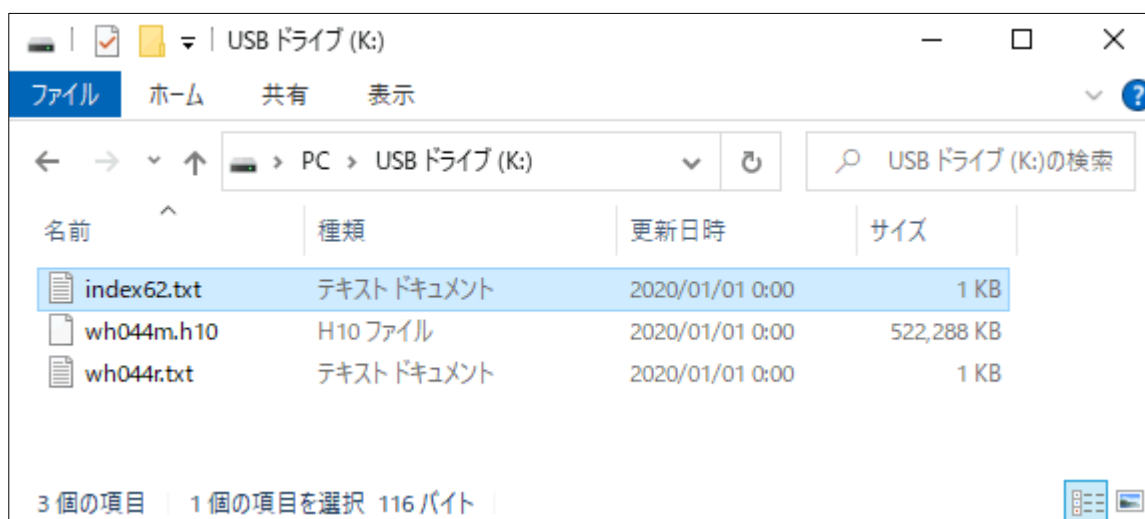 USB ドライブ (K:)
ファイル ホーム 共有 表示
PC > USB ドライブ (K:) USB ドライブ (K:)の検索
名前 種類 更新日時 サイズ
index62.txt テキスト ドキュメント 2020/01/01 0:00 1 KB
wh044m.h10 H10 ファイル 2020/01/01 0:00 522,288 KB
wh044r.txt テキスト ドキュメント 2020/01/01 0:00 1 KB
3 個の項目 1 個の項目を選択 116 バイト